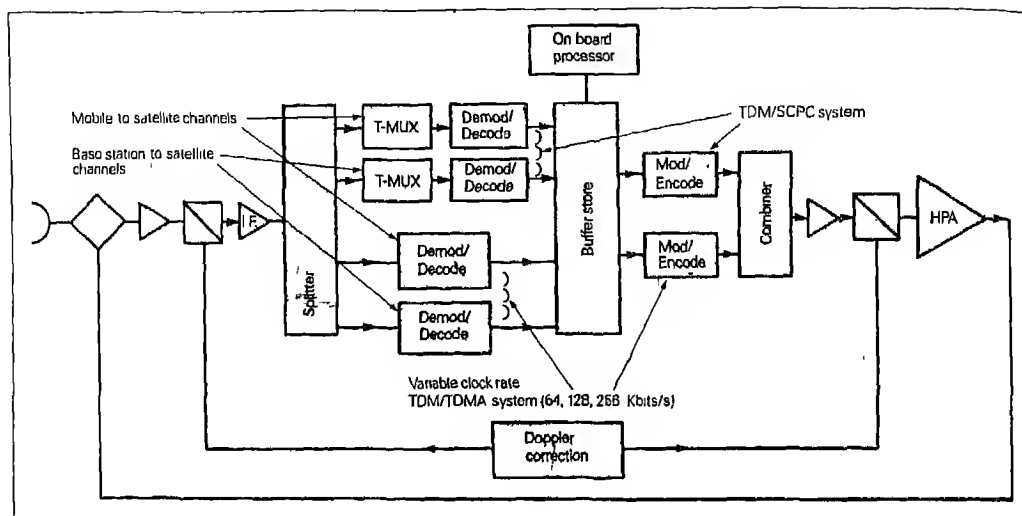 On board
processor
Mobile to satellite channels
T-MUX
Demod/
Decode
TDM/SCPC system
Baso station to satellite
channels
T-MUX
Demod/
Decode
Mod/
Encode
I.F.
Splitter
Buffer store
Combiner
HPA
Demod/
Decode
Mod/
Encode
Demod/
Decode
Variable clock rate
TDM/TDMA system (64, 128, 256 Kbits/s)
Doppler
correction